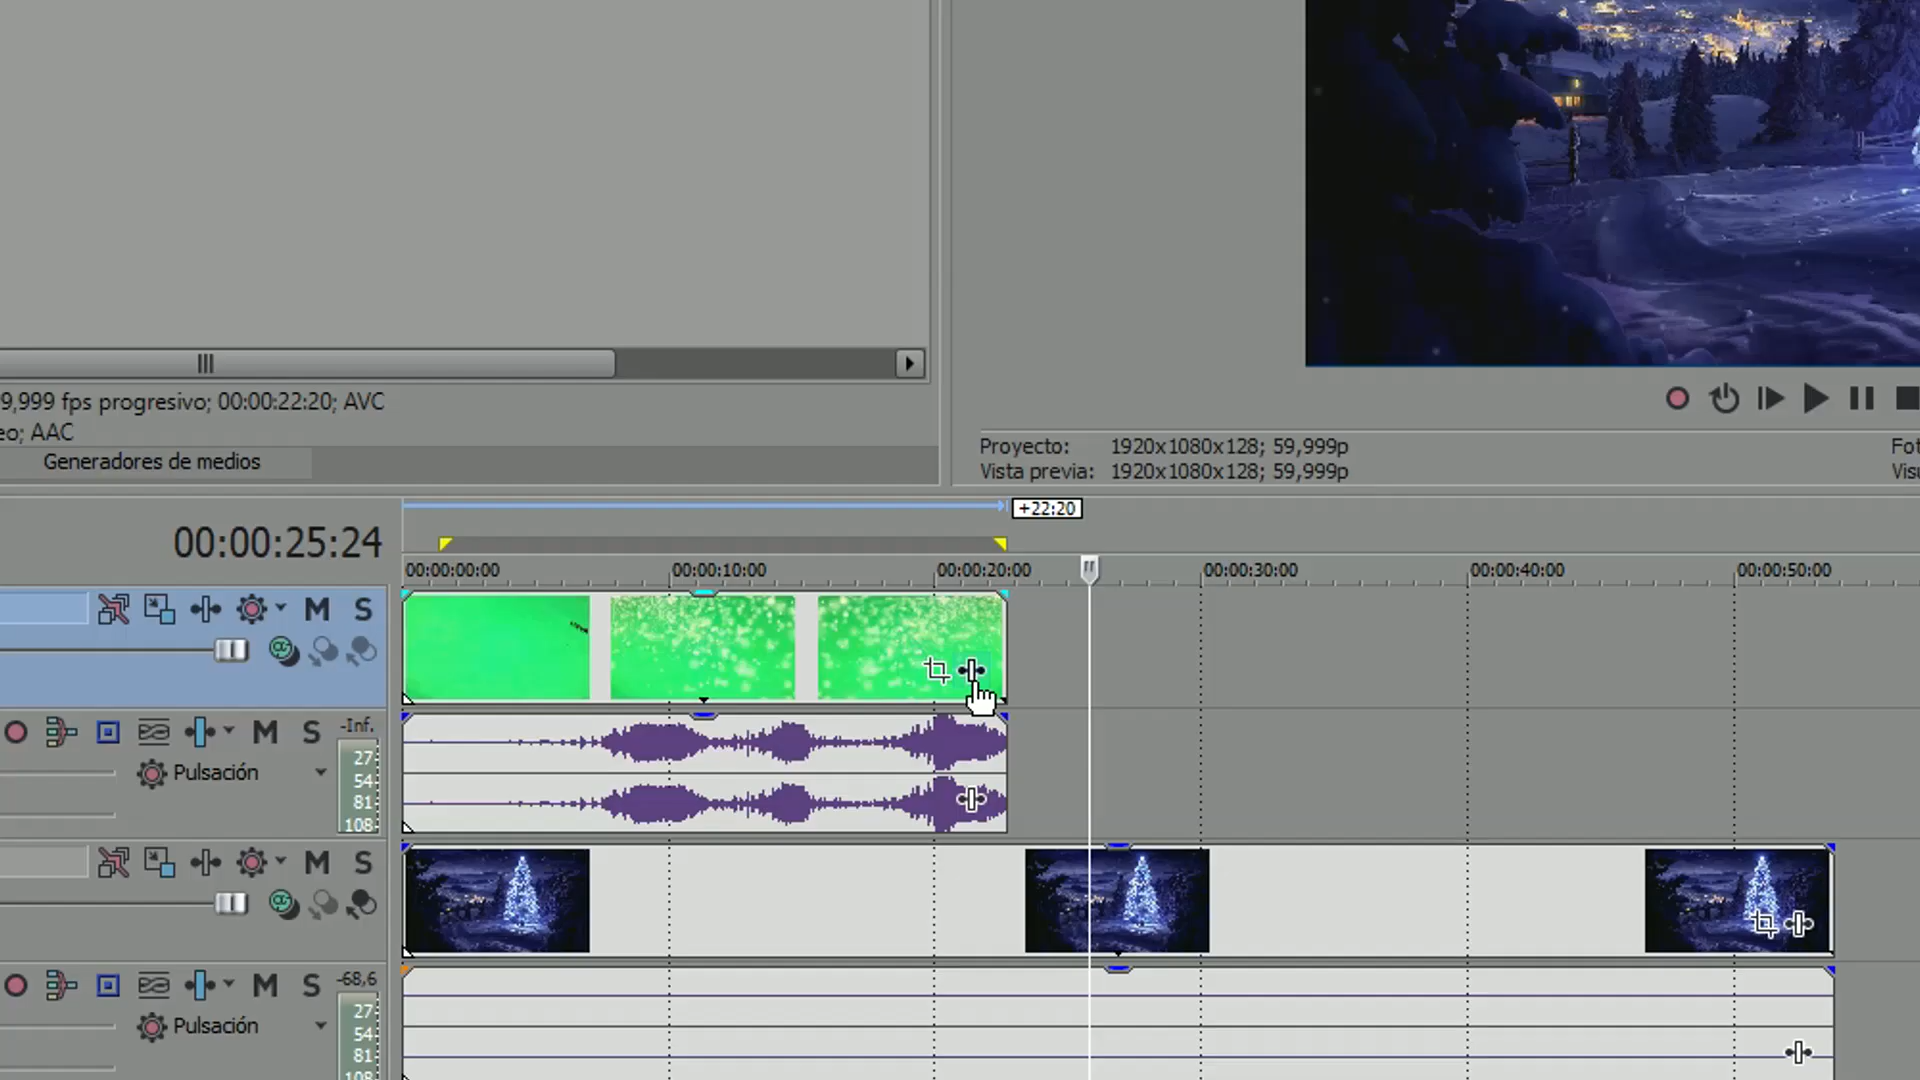 9,999 fps progresivo; 00:00:22:20; AVC
eo; AAC
Generadores de medios
Proyecto: 1920x1080x128; 59,999p
Vista previa: 1920x1080x128; 59,999p
Fot
Visu
+22:20
00:00:25:24
00:00:00:00 00:00:10:00 00:00:20:00 00:00:30:00 00:00:40:00 00:00:50:00
M S
M S -Inf.
27
Pulsación
54
81
108
M S
M S -68,6
27
Pulsación
54
81
108